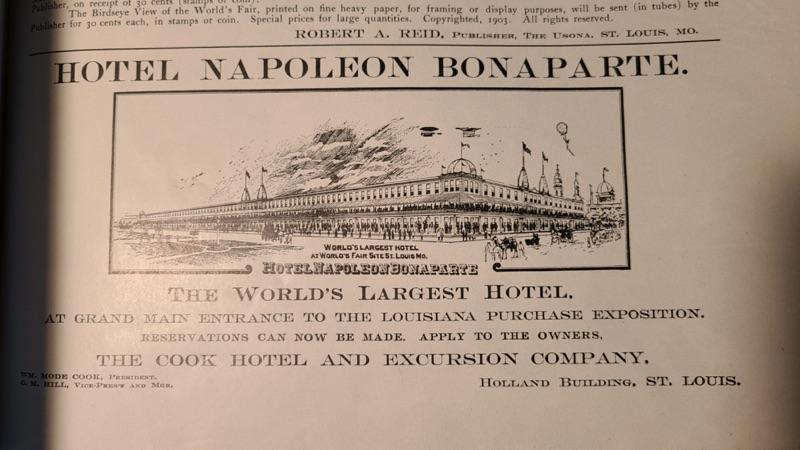 Publisher, on receipt of 30 cents (stamps or coin).
The Birdseye View of the World's Fair, printed on fine heavy paper, for framing or display purposes, will be sent (in tubes) by the
Publisher for 30 cents each, in stamps or coin. Special prices for large quantities. Copyrighted, 1903. All rights reserved.
ROBERT A. REID, PUBLISHER, THE USONA, ST. LOUIS, MO.
HOTEL NAPOLEON BONAPARTE.
WORLD'S LARGEST HOTEL
AT WORLD'S FAIR SITE ST. LOUIS MO.
HOTEL NAPOLEON BONAPARTE
THE WORLD'S LARGEST HOTEL,
AT GRAND MAIN ENTRANCE TO THE LOUISIANA PURCHASE EXPOSITION.
RESERVATIONS CAN NOW BE MADE. APPLY TO THE OWNERS,
THE COOK HOTEL AND EXCURSION COMPANY,
WM. MODE COOK, PRESIDENT.
G. M. HILL, VICE-PRES'T AND MGR.
HOLLAND BUILDING, ST. LOUIS.